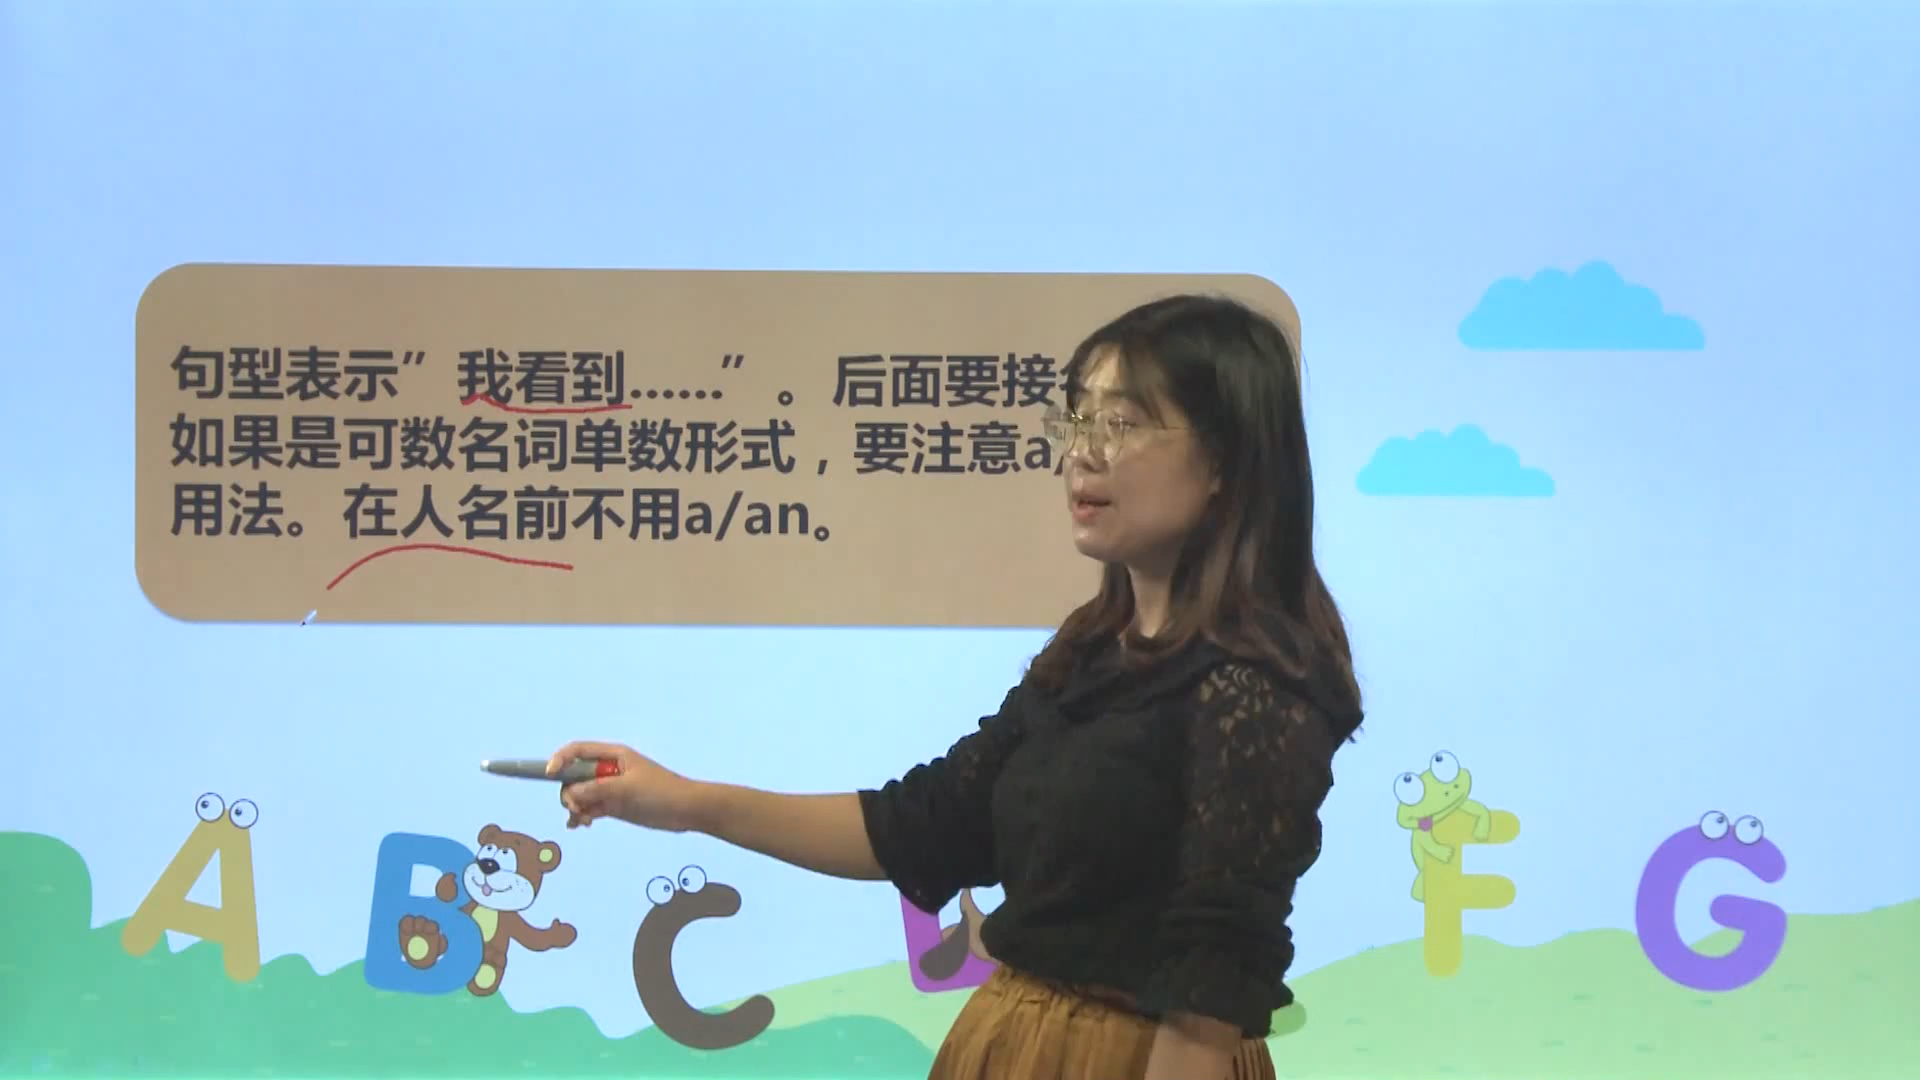 句型表示”我看到……”。后面要接
如果是可数名词单数形式，要注意a/
用法。在人名前不用a/an。
A B C F G